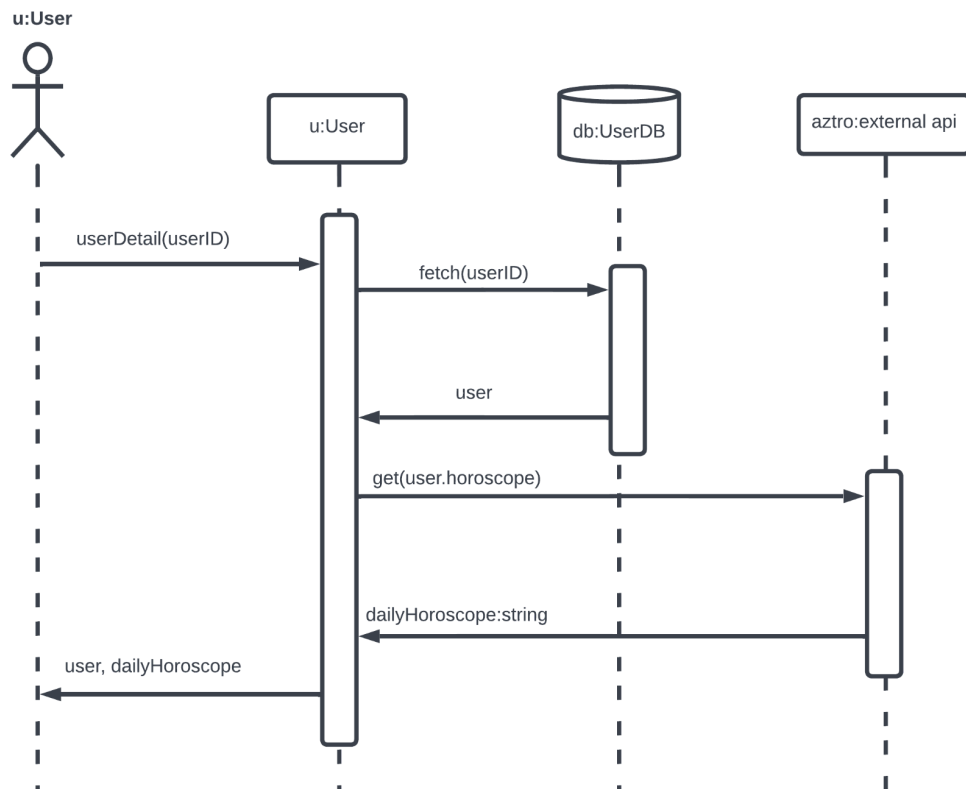 u:User
u:User
db:UserDB
aztro:external api
userDetail(userID)
fetch(userID)
user
get(user.horoscope)
dailyHoroscope:string
user, dailyHoroscope